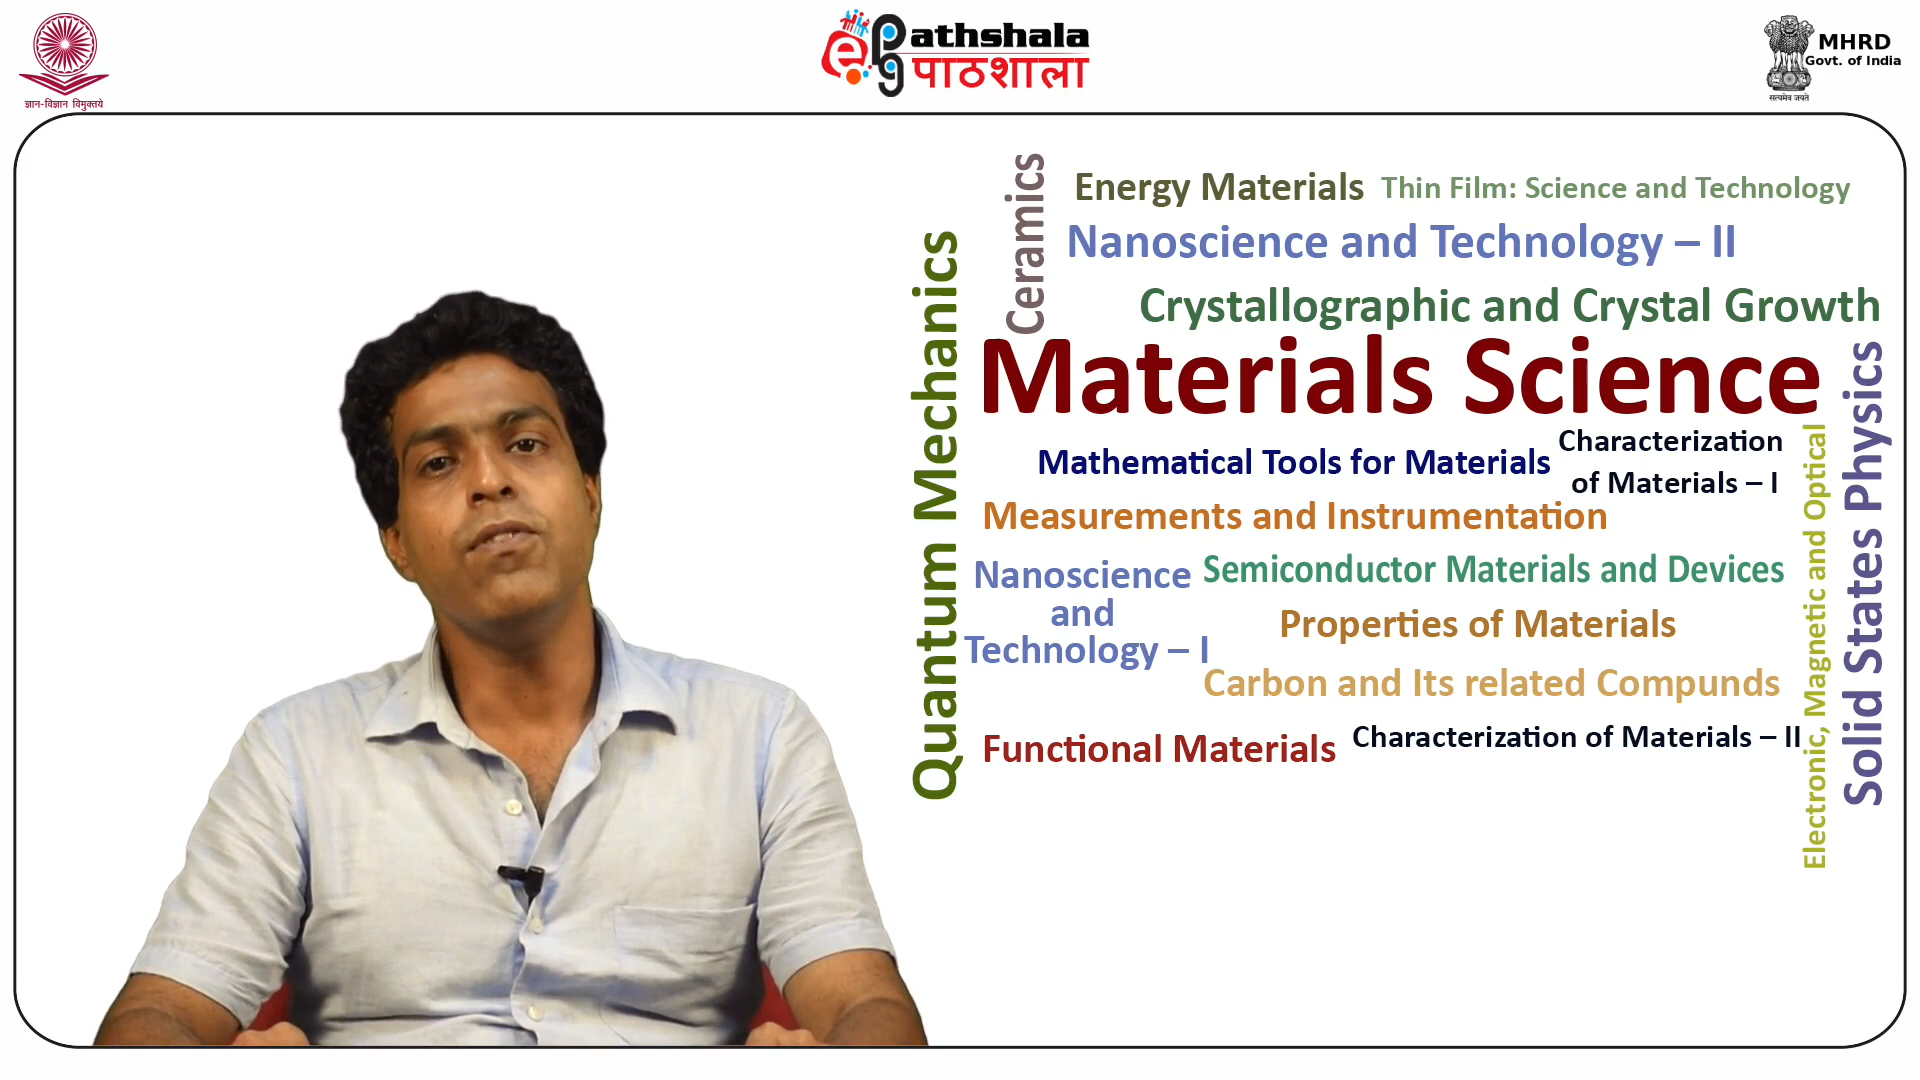 ज्ञान-विज्ञान विमुक्तये
e Pg athshala
पाठशाला
MHRD
Govt. of India
सत्यमेव जयते
Quantum Mechanics
Ceramics
Energy Materials
Thin Film: Science and Technology
Nanoscience and Technology – II
Crystallographic and Crystal Growth
Materials Science
Mathematical Tools for Materials
Characterization
of Materials – I
Measurements and Instrumentation
Nanoscience
and
Technology – I
Semiconductor Materials and Devices
Properties of Materials
Carbon and Its related Compunds
Functional Materials
Characterization of Materials – II
Electronic, Magnetic and Optical
Solid States Physics